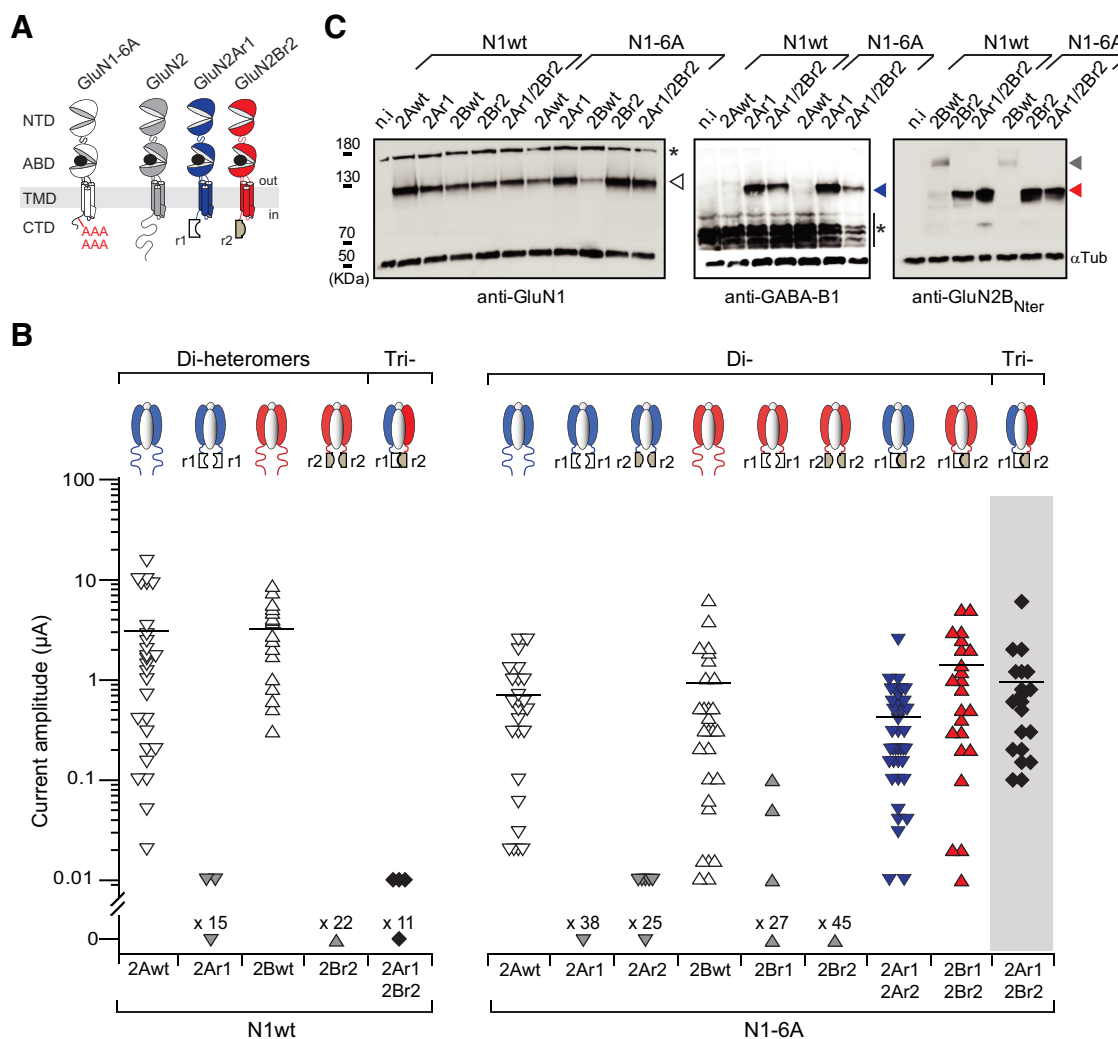 A
GluN1-6A
GluN2
GluN2Ar1
GluN2Br2
NTD
ABD
TMD
CTD
out
in
AAA
AAA
r1
r2
C
N1wt
N1-6A
N1wt
N1-6A
N1wt
N1-6A
n.i
2Awt
2Ar1
2Bwt
2Br2
2Ar1/2Br2
2Awt
2Ar1
2Bwt
2Br2
2Ar1/2Br2
n.i
2Awt
2Ar1
2Ar1/2Br2
2Awt
2Ar1
2Ar1/2Br2
n.i
2Bwt
2Br2
2Ar1/2Br2
2Bwt
2Br2
2Ar1/2Br2
180
130
70
50
(KDa)
*
*
αTub
anti-GluN1
anti-GABA-B1
anti-GluN2BNter
B
Di-heteromers
Tri-
Di-
Tri-
r1 r1
r2 r2
r1 r2
r1 r1
r2 r2
r1 r1
r2 r2
r1 r2
r1 r2
r1 r2
Current amplitude (µA)
100
10
1
0.1
0.01
0
x 15
x 22
x 11
x 38
x 25
x 27
x 45
2Awt
2Ar1
2Bwt
2Br2
2Ar1
2Br2
2Awt
2Ar1
2Ar2
2Bwt
2Br1
2Br2
2Ar1
2Ar2
2Br1
2Br2
2Ar1
2Br2
N1wt
N1-6A